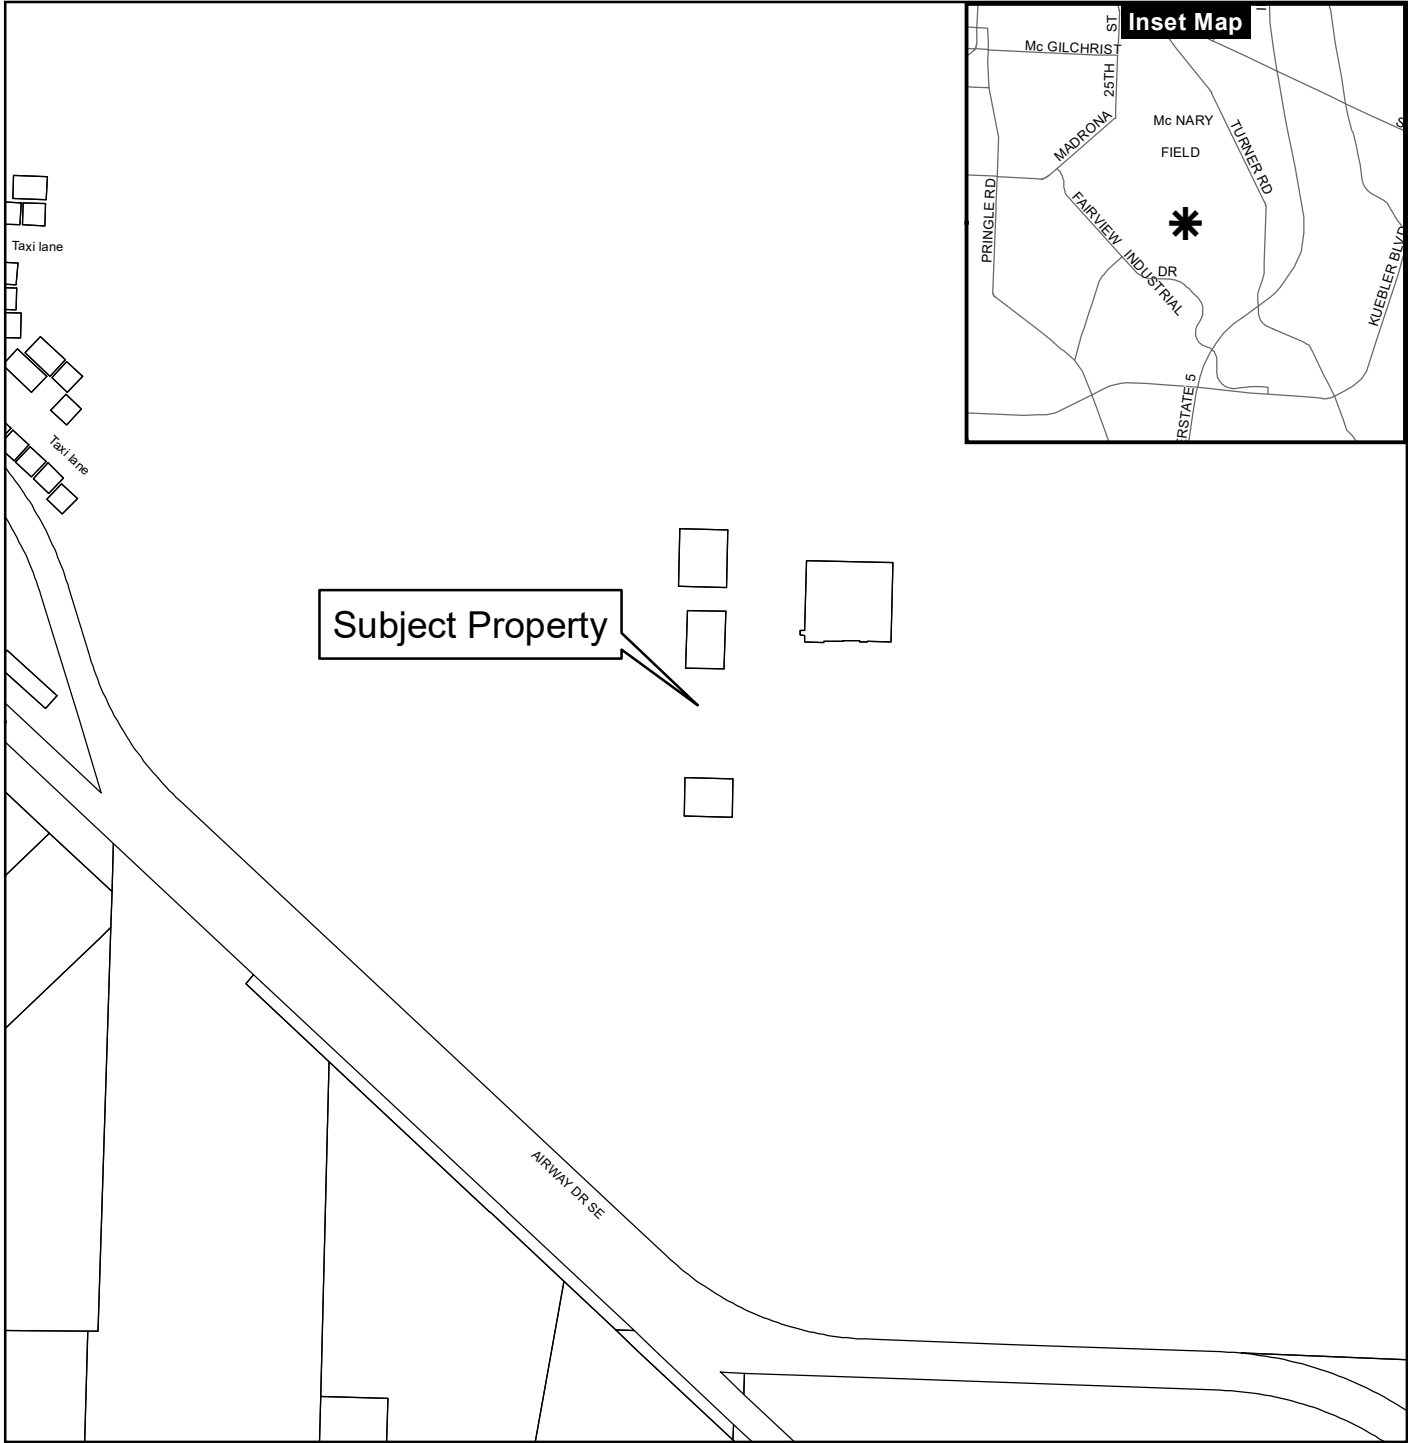 Inset Map
Mc GILCHRIST
25TH ST
MADRONA
Mc NARY
FIELD
TURNER RD
PRINGLE RD
FAIRVIEW INDUSTRIAL DR
KUEBLER BLVD
ERSTATE 5
Taxi lane
Taxi lane
Subject Property
AIRWAY DR SE